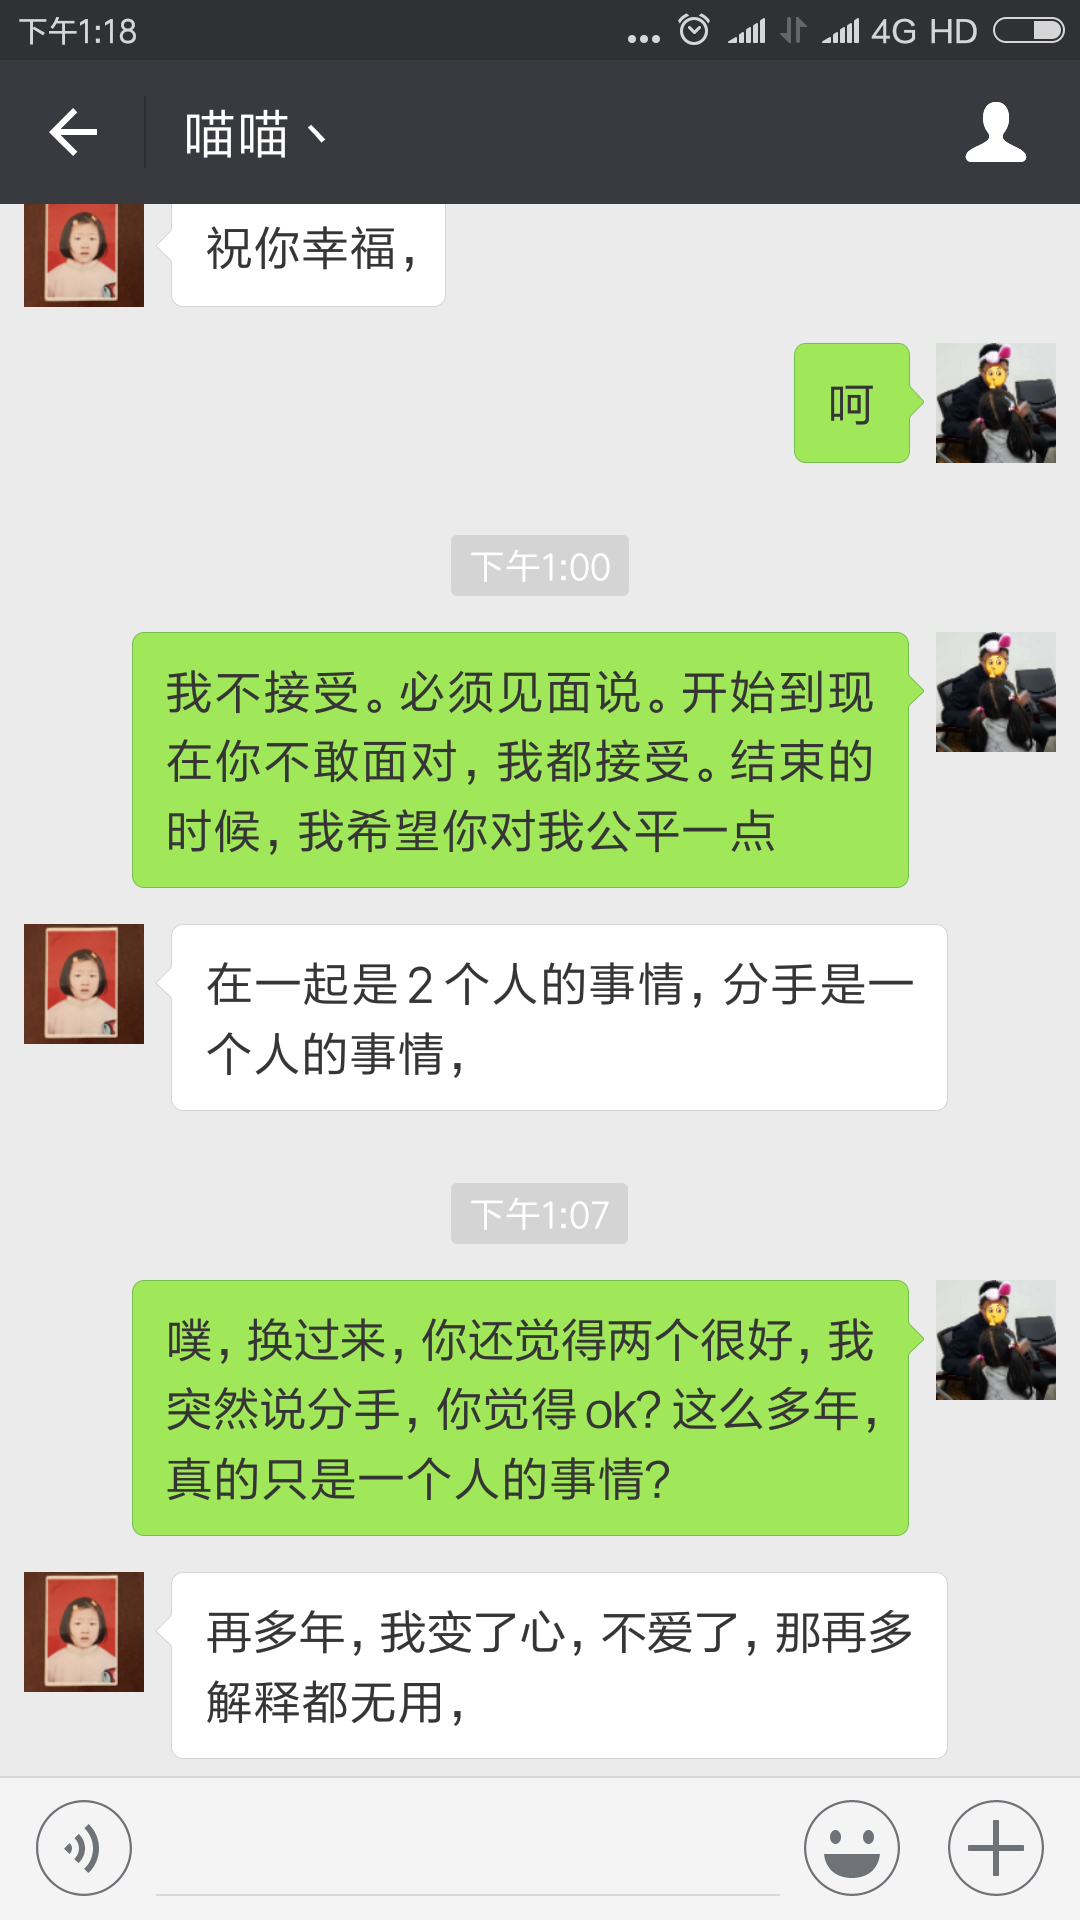 下午1:18
... 4G HD
喵喵丶
祝你幸福,
呵
下午1:00
我不接受。必须见面说。开始到现
在你不敢面对, 我都接受。结束的
时候, 我希望你对我公平一点
在一起是2个人的事情, 分手是一
个人的事情,
下午1:07
噗, 换过来, 你还觉得两个很好, 我
突然说分手, 你觉得ok? 这么多年,
真的只是一个人的事情?
再多年, 我变了心, 不爱了, 那再多
解释都无用,